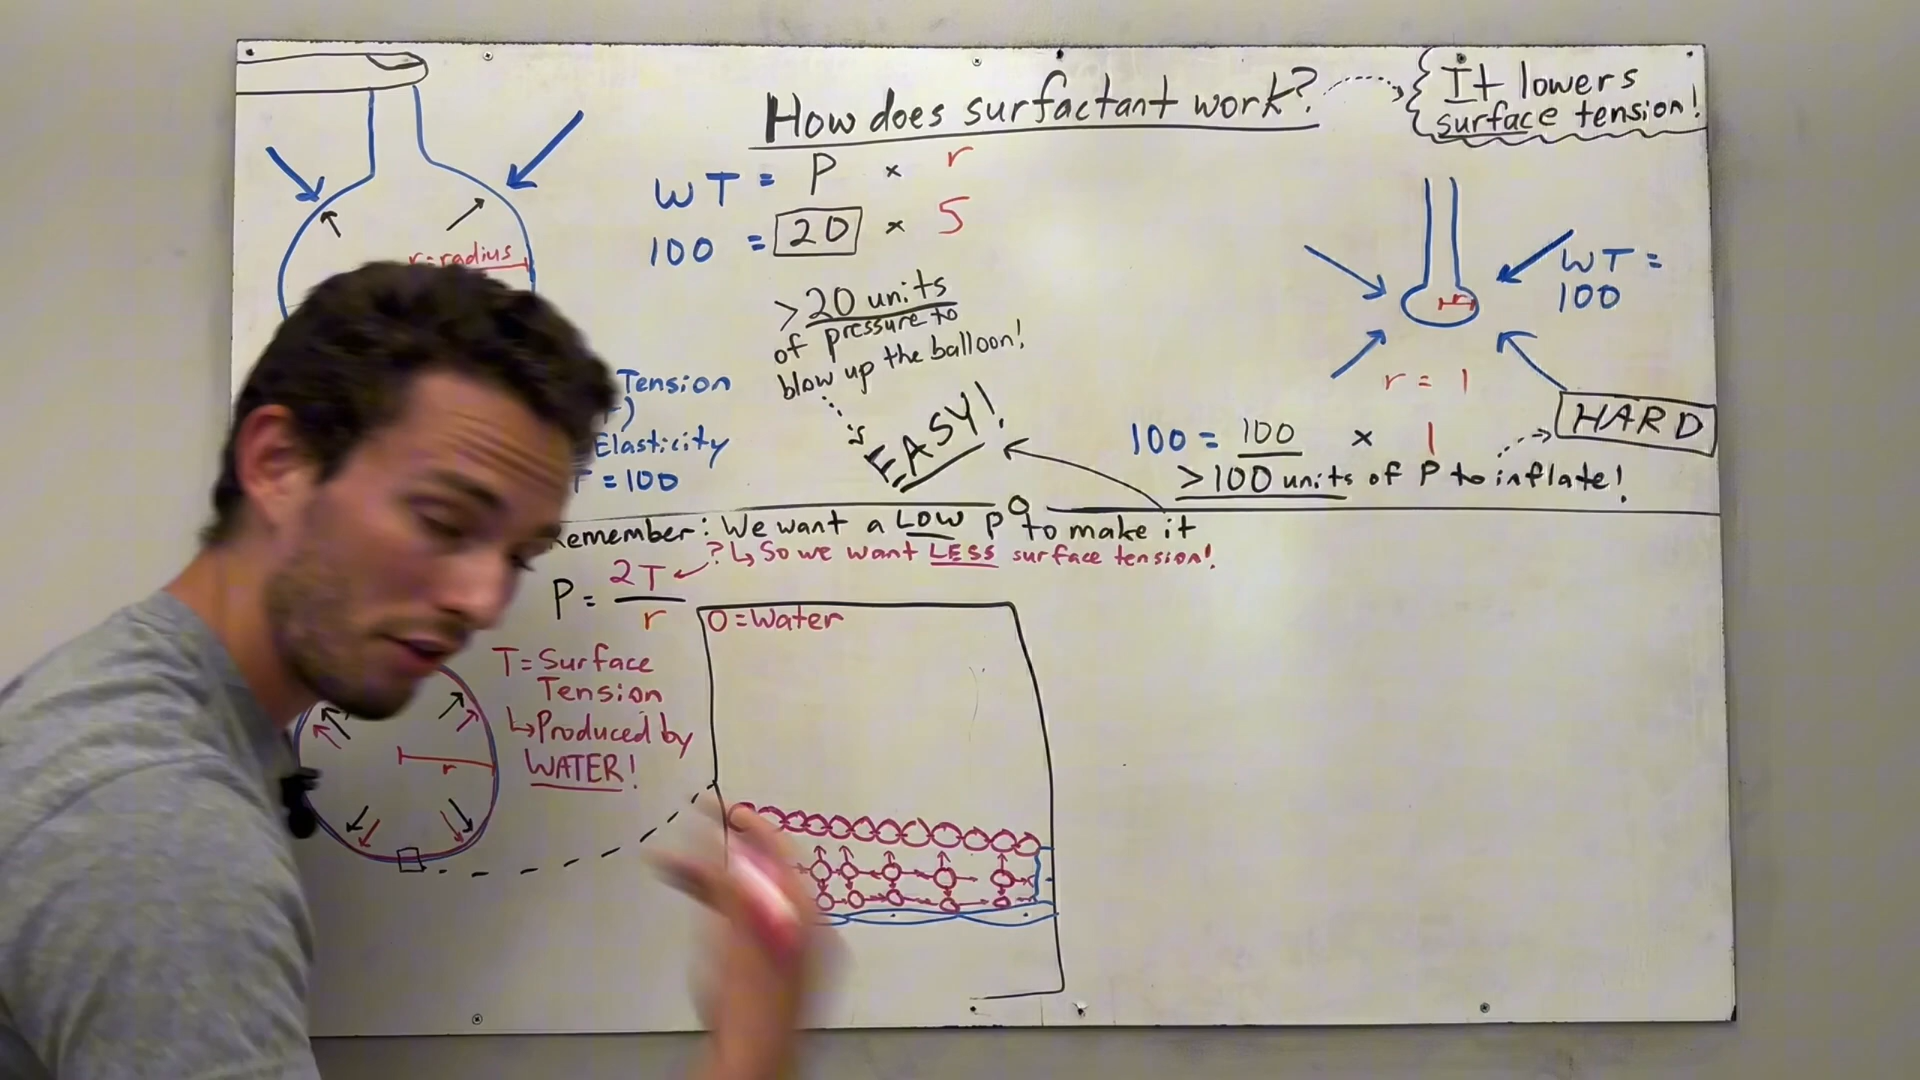 How does surfactant work?
It lowers
surface tension!
WT = P × r
100 = 20 × 5
> 20 units
of pressure to
blow up the balloon!
is
EASY!
r = radius
Tension
Elasticity
= 100
r
WT =
100
r = 1
HARD
100 = 100 × 1
> 100 units of P to inflate!
Remember: We want a LOW P to make it
? ↳ So we want LESS surface tension!
P = 2T
r
O = Water
T = Surface
Tension
↳ Produced by
WATER!
r